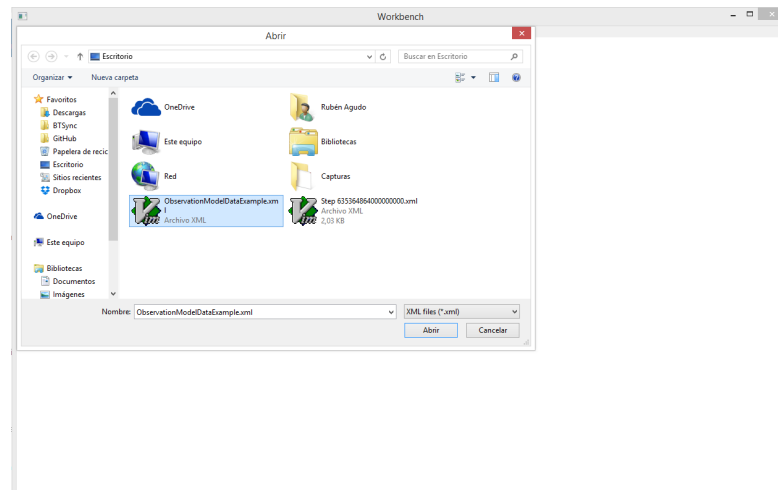 Workbench
Abrir
Escritorio
Buscar en Escritorio
Organizar
Nueva carpeta
Favoritos
Descargas
BTSync
GitHub
Papelera de recic
Escritorio
Sitios recientes
Dropbox
OneDrive
Este equipo
Bibliotecas
Documentos
Imágenes
OneDrive
Rubén Agudo
Este equipo
Bibliotecas
Red
Capturas
ObservationModelDataExample.xm
l
Archivo XML
Step 635364864000000000.xml
Archivo XML
2,03 KB
Nombre: ObservationModelDataExample.xml
XML files (*.xml)
Abrir
Cancelar